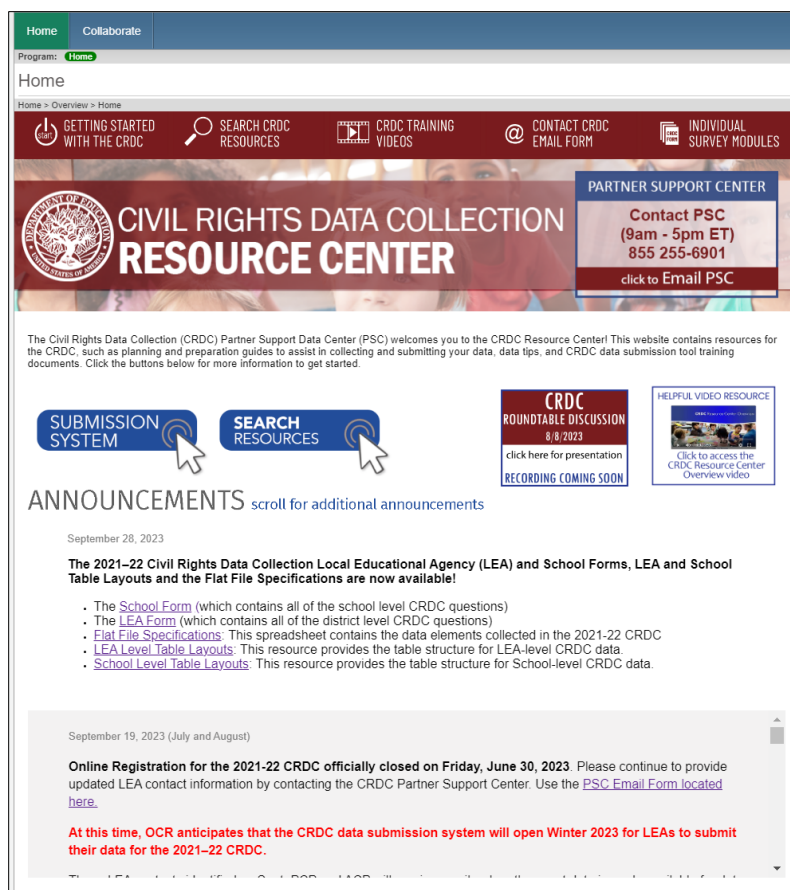 Home Collaborate
Program: Home
Home
Home > Overview > Home
start GETTING STARTED WITH THE CRDC
SEARCH CRDC RESOURCES
CRDC TRAINING VIDEOS
@ CONTACT CRDC EMAIL FORM
CRDC FORM INDIVIDUAL SURVEY MODULES
DEPARTMENT OF EDUCATION
UNITED STATES OF AMERICA
CIVIL RIGHTS DATA COLLECTION
RESOURCE CENTER
PARTNER SUPPORT CENTER
Contact PSC
(9am - 5pm ET)
855 255-6901
click to Email PSC
The Civil Rights Data Collection (CRDC) Partner Support Data Center (PSC) welcomes you to the CRDC Resource Center! This website contains resources for
the CRDC, such as planning and preparation guides to assist in collecting and submitting your data, data tips, and CRDC data submission tool training
documents. Click the buttons below for more information to get started.
SUBMISSION
SYSTEM
SEARCH
RESOURCES
CRDC
ROUNDTABLE DISCUSSION
8/8/2023
click here for presentation
RECORDING COMING SOON
HELPFUL VIDEO RESOURCE
Click to access the
CRDC Resource Center
Overview video
ANNOUNCEMENTS scroll for additional announcements
September 28, 2023
The 2021–22 Civil Rights Data Collection Local Educational Agency (LEA) and School Forms, LEA and School
Table Layouts and the Flat File Specifications are now available!
• The School Form (which contains all of the school level CRDC questions)
• The LEA Form (which contains all of the district level CRDC questions)
• Flat File Specifications: This spreadsheet contains the data elements collected in the 2021-22 CRDC
• LEA Level Table Layouts: This resource provides the table structure for LEA-level CRDC data.
• School Level Table Layouts: This resource provides the table structure for School-level CRDC data.
September 19, 2023 (July and August)
Online Registration for the 2021-22 CRDC officially closed on Friday, June 30, 2023. Please continue to provide
updated LEA contact information by contacting the CRDC Partner Support Center. Use the PSC Email Form located
here.
At this time, OCR anticipates that the CRDC data submission system will open Winter 2023 for LEAs to submit
their data for the 2021–22 CRDC.